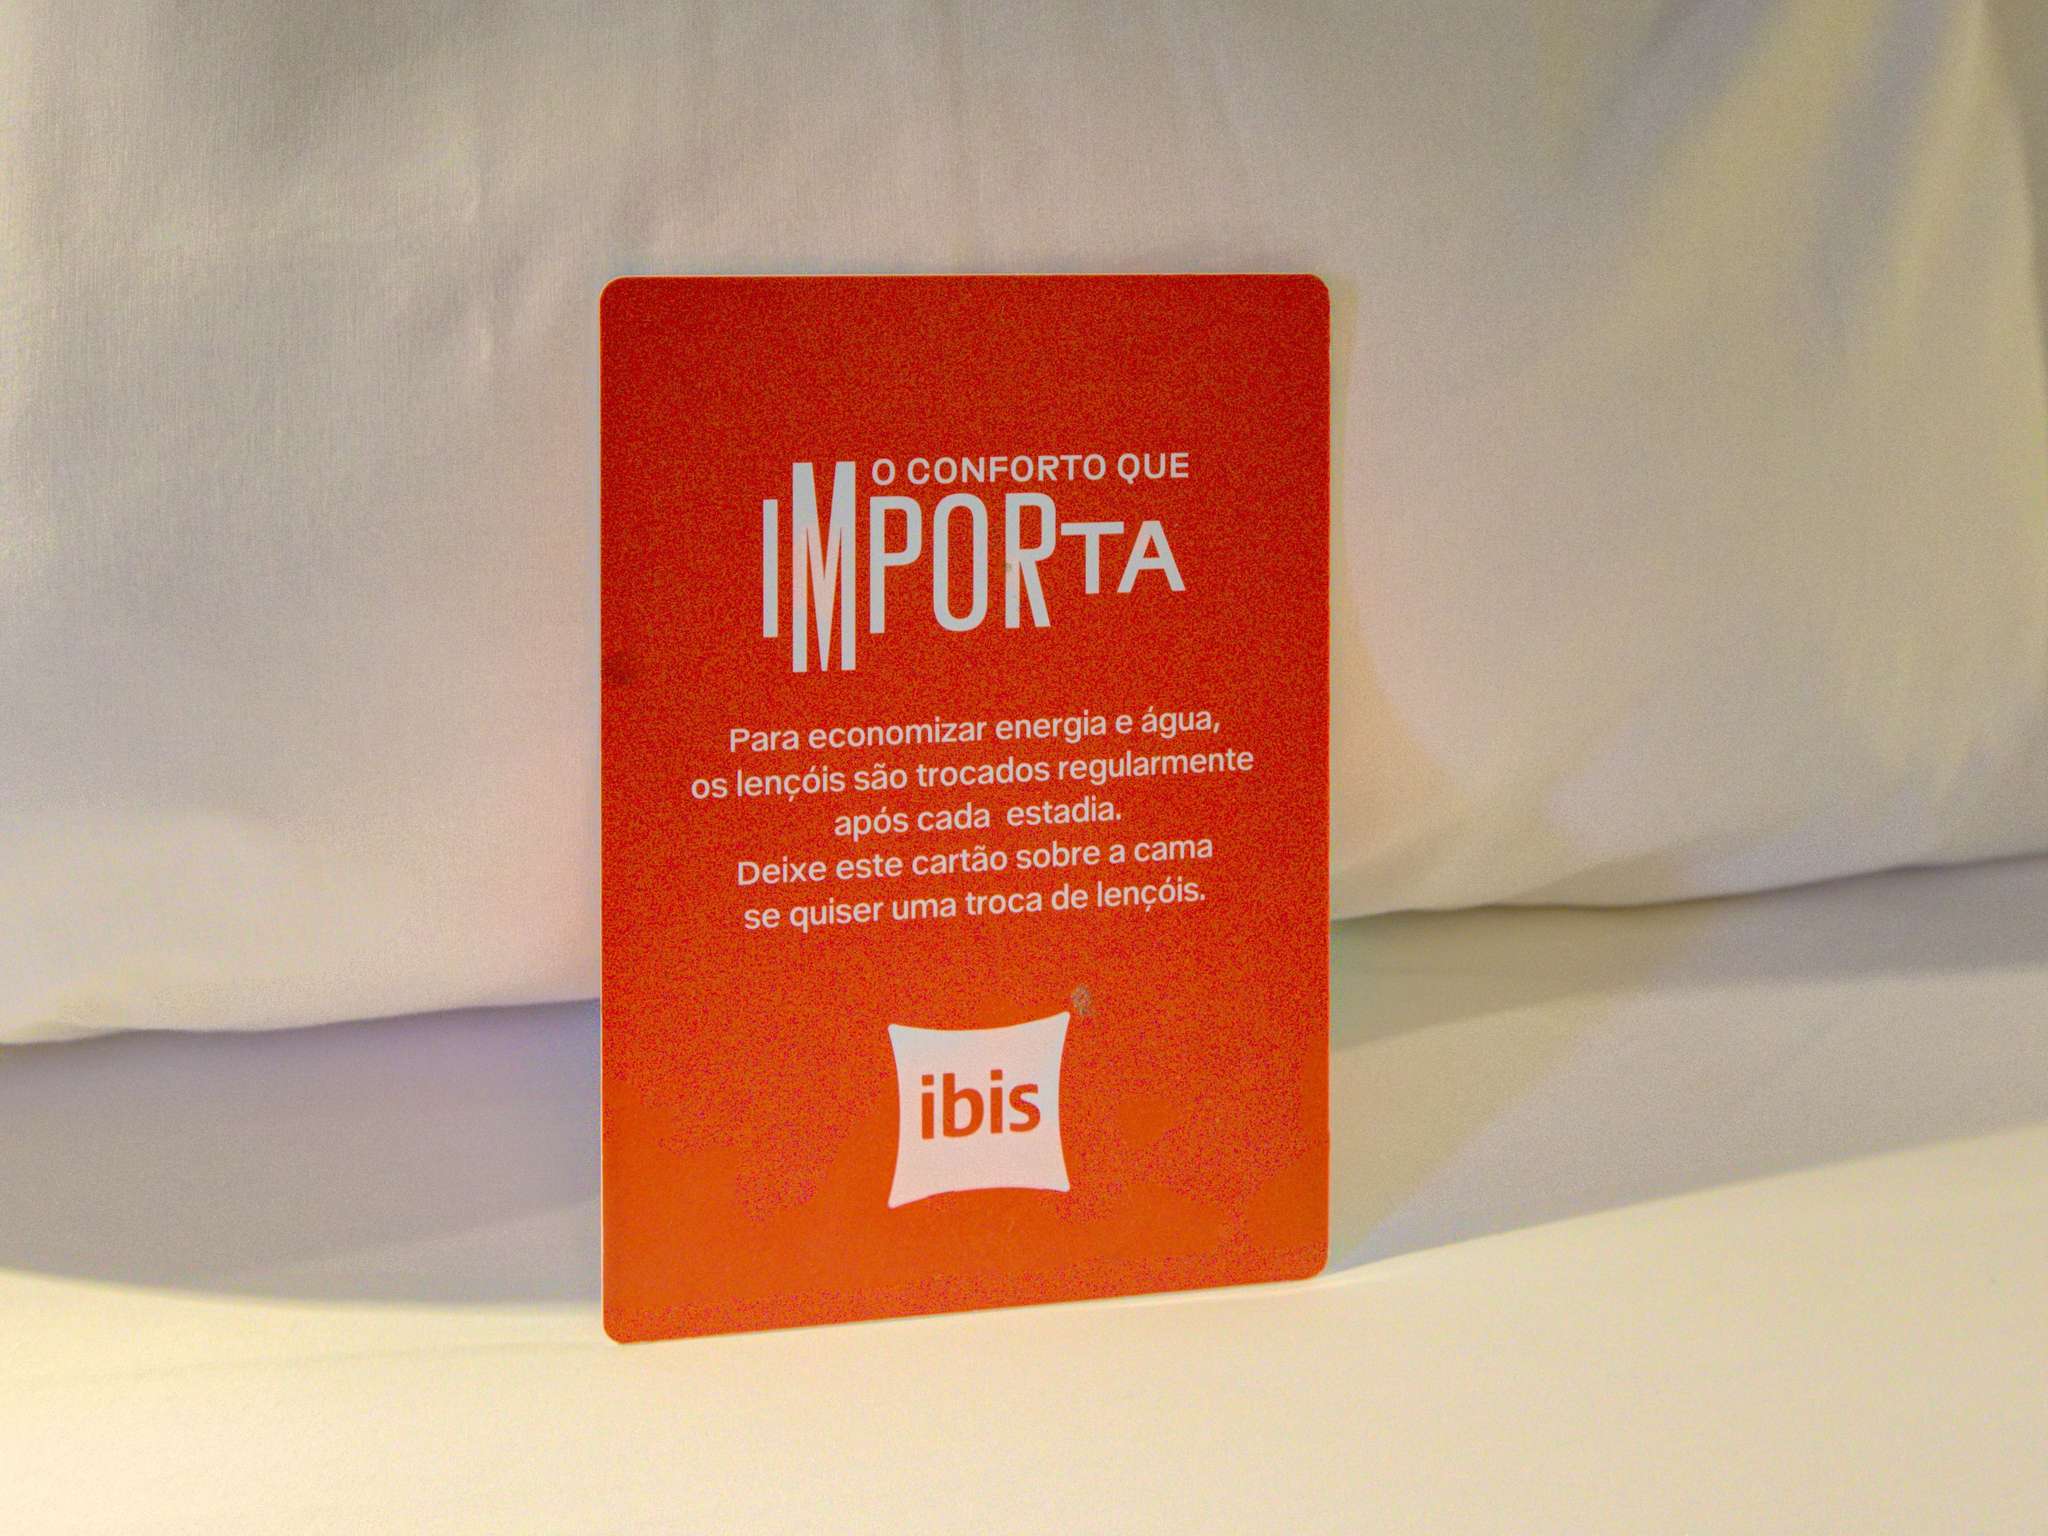 O CONFORTO QUE
IMPORTA
Para economizar energia e água,
os lençóis são trocados regularmente
após cada estadia.
Deixe este cartão sobre a cama
se quiser uma troca de lençóis.
ibis